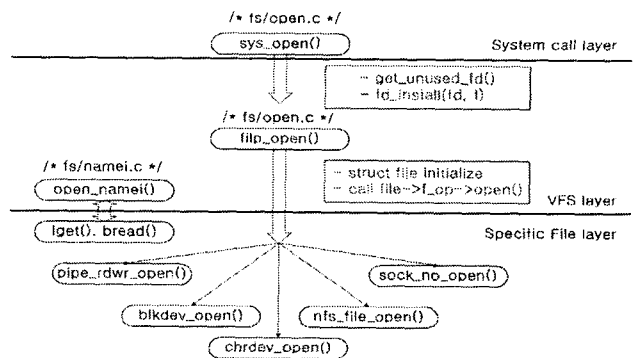 /* fs/open.c */
sys_open()
System call layer
- get_unused_fd()
- fd_install(fd, f)
/* fs/open.c */
filp_open()
/* fs/namei.c */
open_namei()
- struct file initialize
- call file->f_op->open()
VFS layer
iget(), bread()
Specific File layer
pipe_rdwr_open()
sock_no_open()
blkdev_open()
nfs_file_open()
chrdev_open()